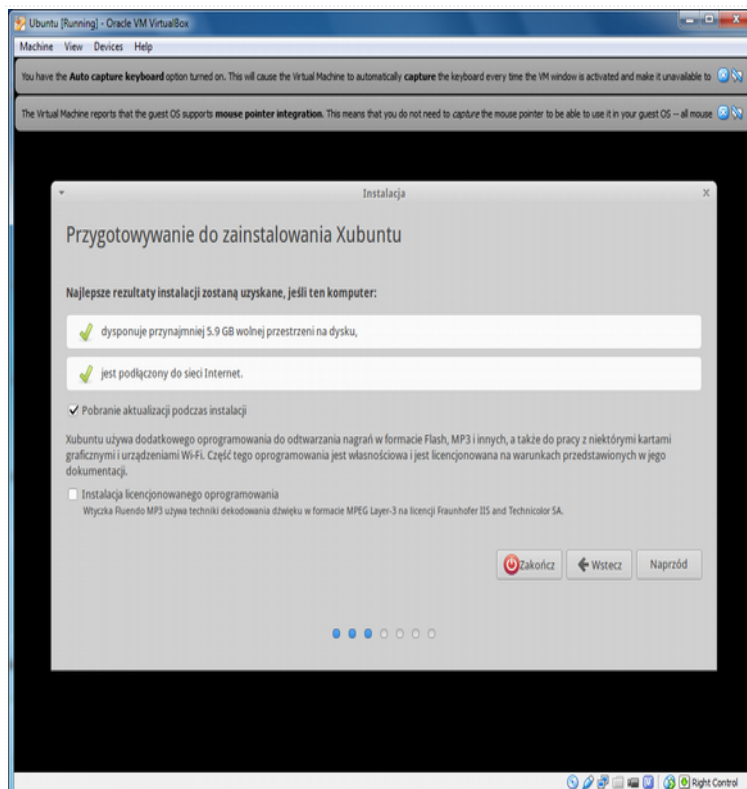 Ubuntu [Running] - Oracle VM VirtualBox
Machine View Devices Help
You have the Auto capture keyboard option turned on. This will cause the Virtual Machine to automatically capture the keyboard every time the VM window is activated and make it unavailable to
The Virtual Machine reports that the guest OS supports mouse pointer integration. This means that you do not need to capture the mouse pointer to be able to use it in your guest OS -- all mouse
Instalacja
Przygotowywanie do zainstalowania Xubuntu
Najlepsze rezultaty instalacji zostaną uzyskane, jeśli ten komputer:
dysponuje przynajmniej 5.9 GB wolnej przestrzeni na dysku,
jest podłączony do sieci Internet.
Pobranie aktualizacji podczas instalacji
Xubuntu używa dodatkowego oprogramowania do odtwarzania nagrań w formacie Flash, MP3 i innych, a także do pracy z niektórymi kartami
graficznymi i urządzeniami Wi-Fi. Część tego oprogramowania jest własnościowa i jest licencjonowana na warunkach przedstawionych w jego
dokumentacji.
Instalacja licencjonowanego oprogramowania
Wtyczka Fluendo MP3 używa techniki dekodowania dźwięku w formacie MPEG Layer-3 na licencji Fraunhofer IIS and Technicolor SA.
Zakończ Wstecz Naprzód
Right Control